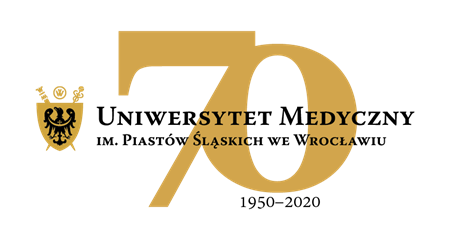 70
UNIWERSYTET MEDYCZNY
IM. PIASTÓW ŚLĄSKICH WE WROCŁAWIU
1950–2020